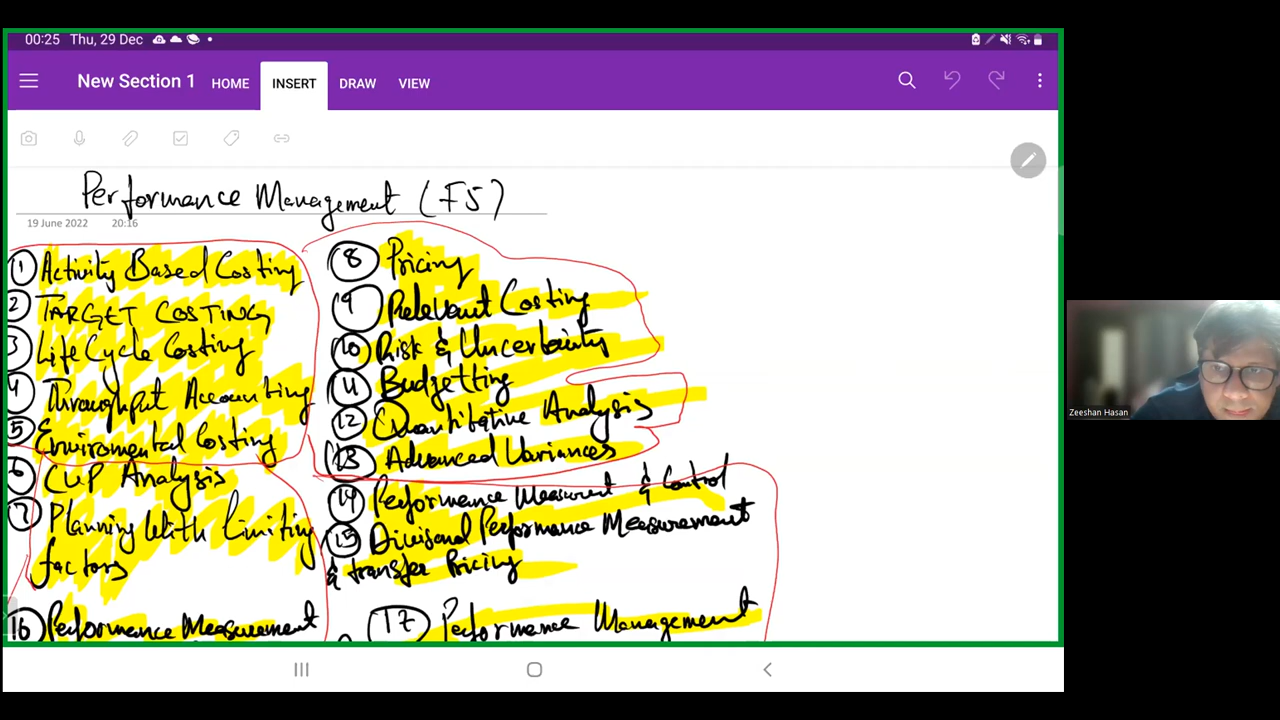 00:25 Thu, 29 Dec
New Section 1 HOME INSERT DRAW VIEW
Performance Management (F5)
19 June 2022 20:16
1 Activity Based Costing
2 TARGET COSTING
3 Life Cycle Costing
4 Throughput Accounting
5 Enviromental Costing
6 CVP Analysis
7 Planning With limiting
factors
16 Performance Measurement
8 Pricing
9 Relevant Costing
10 Risk & Uncertainity
11 Budgetting
12 Quantitative Analysis
13 Advanced Variances
14 Performance Measurement & Control
15 Divisional Performance Measurement
& transfer Pricing
17 Performance Management
Zeeshan Hasan